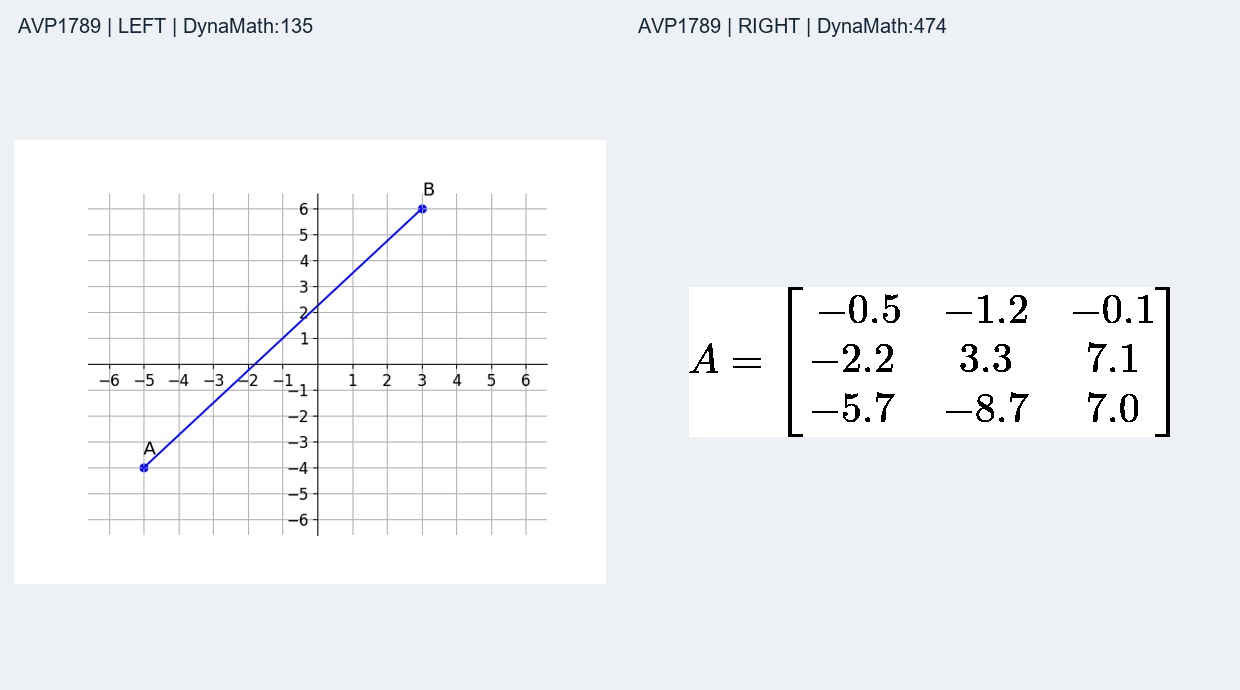 AVP1789 | LEFT | DynaMath:135
AVP1789 | RIGHT | DynaMath:474
B
6
5
4
3
2
1
−6 −5 −4 −3 −2 −1 1 2 3 4 5 6
−1
−2
A
−3
−4
−5
−6
−0.5 −1.2 −0.1
A = −2.2 3.3 7.1
−5.7 −8.7 7.0